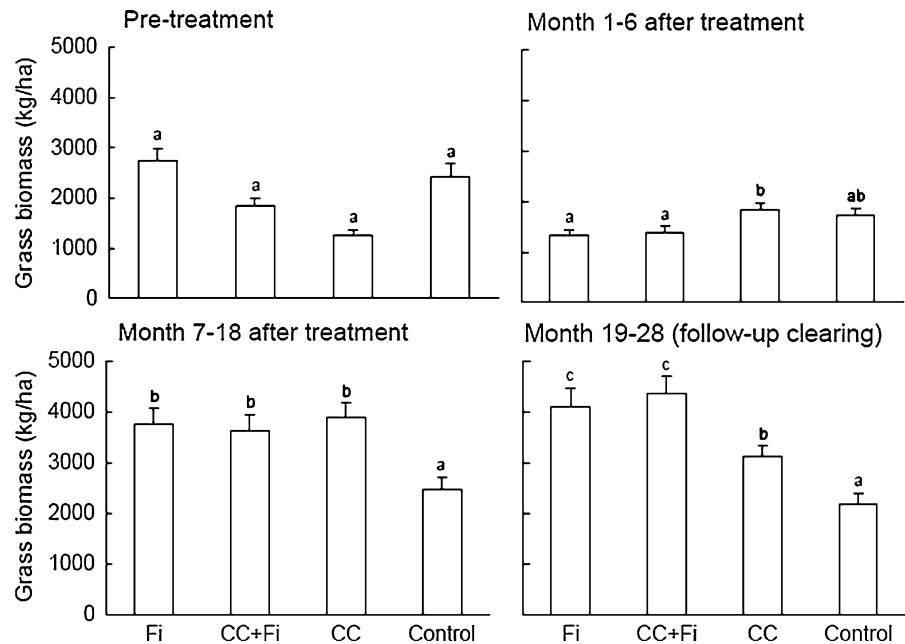 Pre-treatment
Month 1-6 after treatment
5000
4000
3000
2000
1000
0
Grass biomass (kg/ha)
a
a
a
a
a
a
b
ab
Month 7-18 after treatment
Month 19-28 (follow-up clearing)
5000
4000
3000
2000
1000
0
Grass biomass (kg/ha)
b
b
b
a
c
c
b
a
Fi CC+Fi CC Control
Fi CC+Fi CC Control